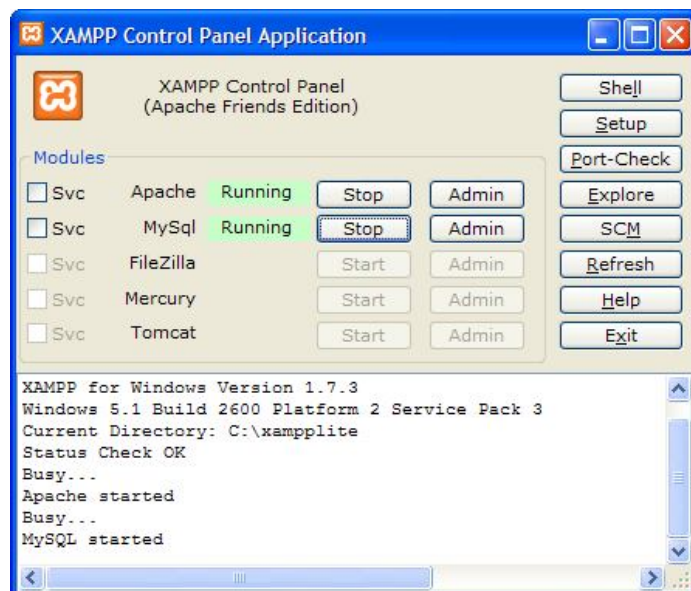 XAMPP Control Panel Application
XAMPP Control Panel
(Apache Friends Edition)
Shell
Setup
Port-Check
Explore
SCM
Refresh
Help
Exit
Modules
Svc Apache Running Stop Admin
Svc MySql Running Stop Admin
Svc FileZilla Start Admin
Svc Mercury Start Admin
Svc Tomcat Start Admin
XAMPP for Windows Version 1.7.3
Windows 5.1 Build 2600 Platform 2 Service Pack 3
Current Directory: C:\xampplite
Status Check OK
Busy...
Apache started
Busy...
MySQL started